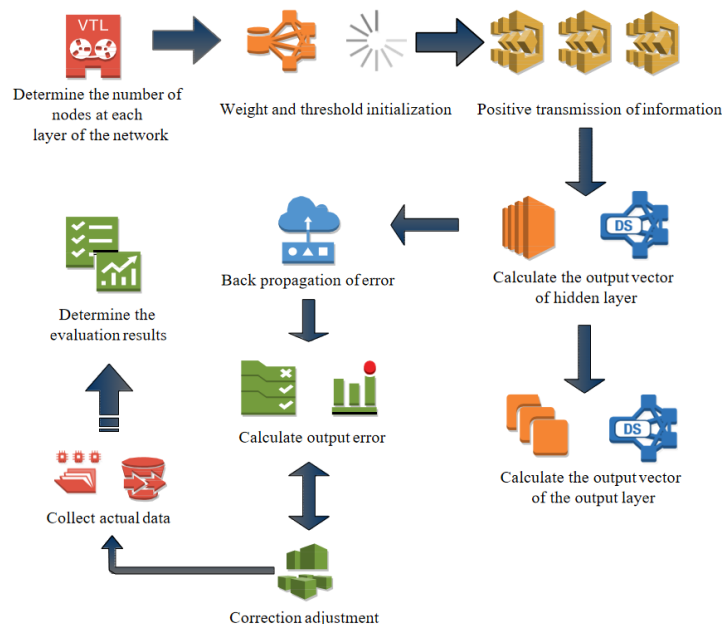 VTL
Determine the number of
nodes at each
layer of the network
Weight and threshold initialization
Positive transmission of information
DS
Calculate the output vector
of hidden layer
Back propagation of error
Determine the
evaluation results
Calculate output error
DS
Calculate the output vector
of the output layer
Collect actual data
Correction adjustment